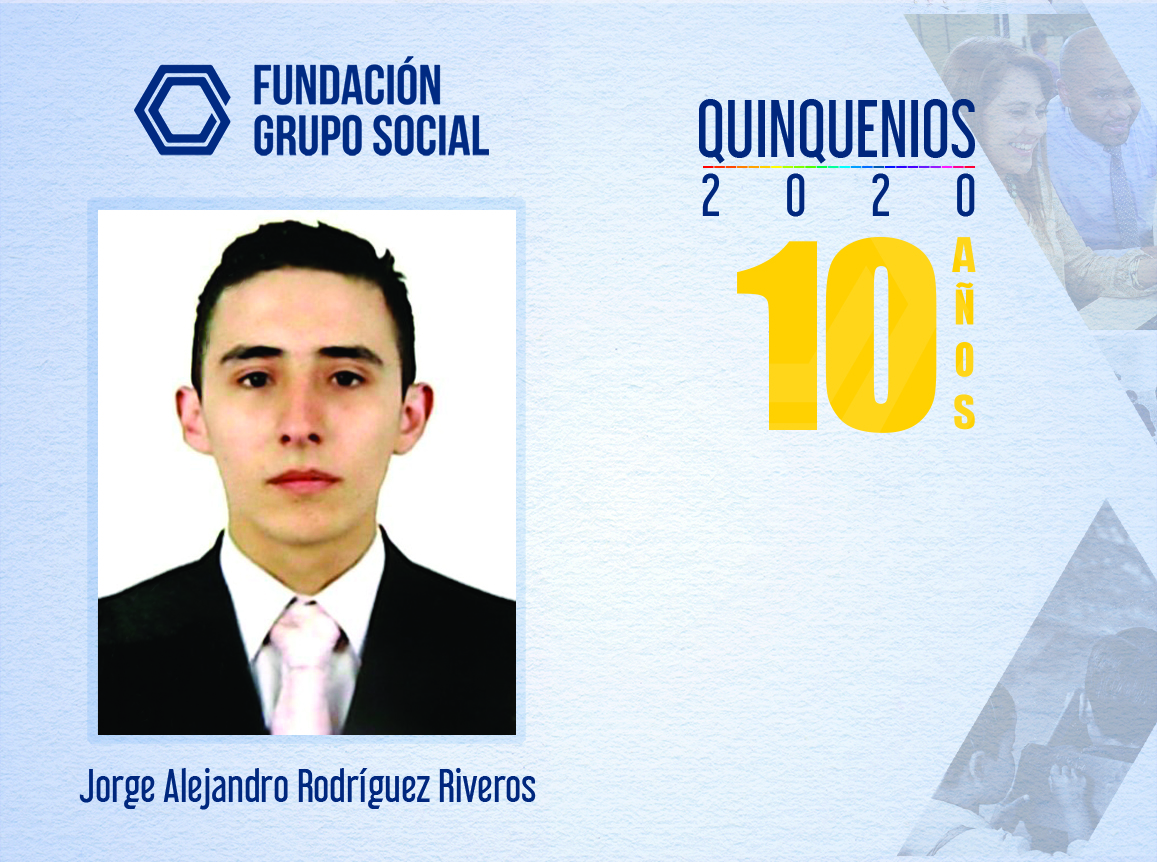 FUNDACIÓN
GRUPO SOCIAL
QUINQUENIOS
2020
10 AÑOS
Jorge Alejandro Rodríguez Riveros